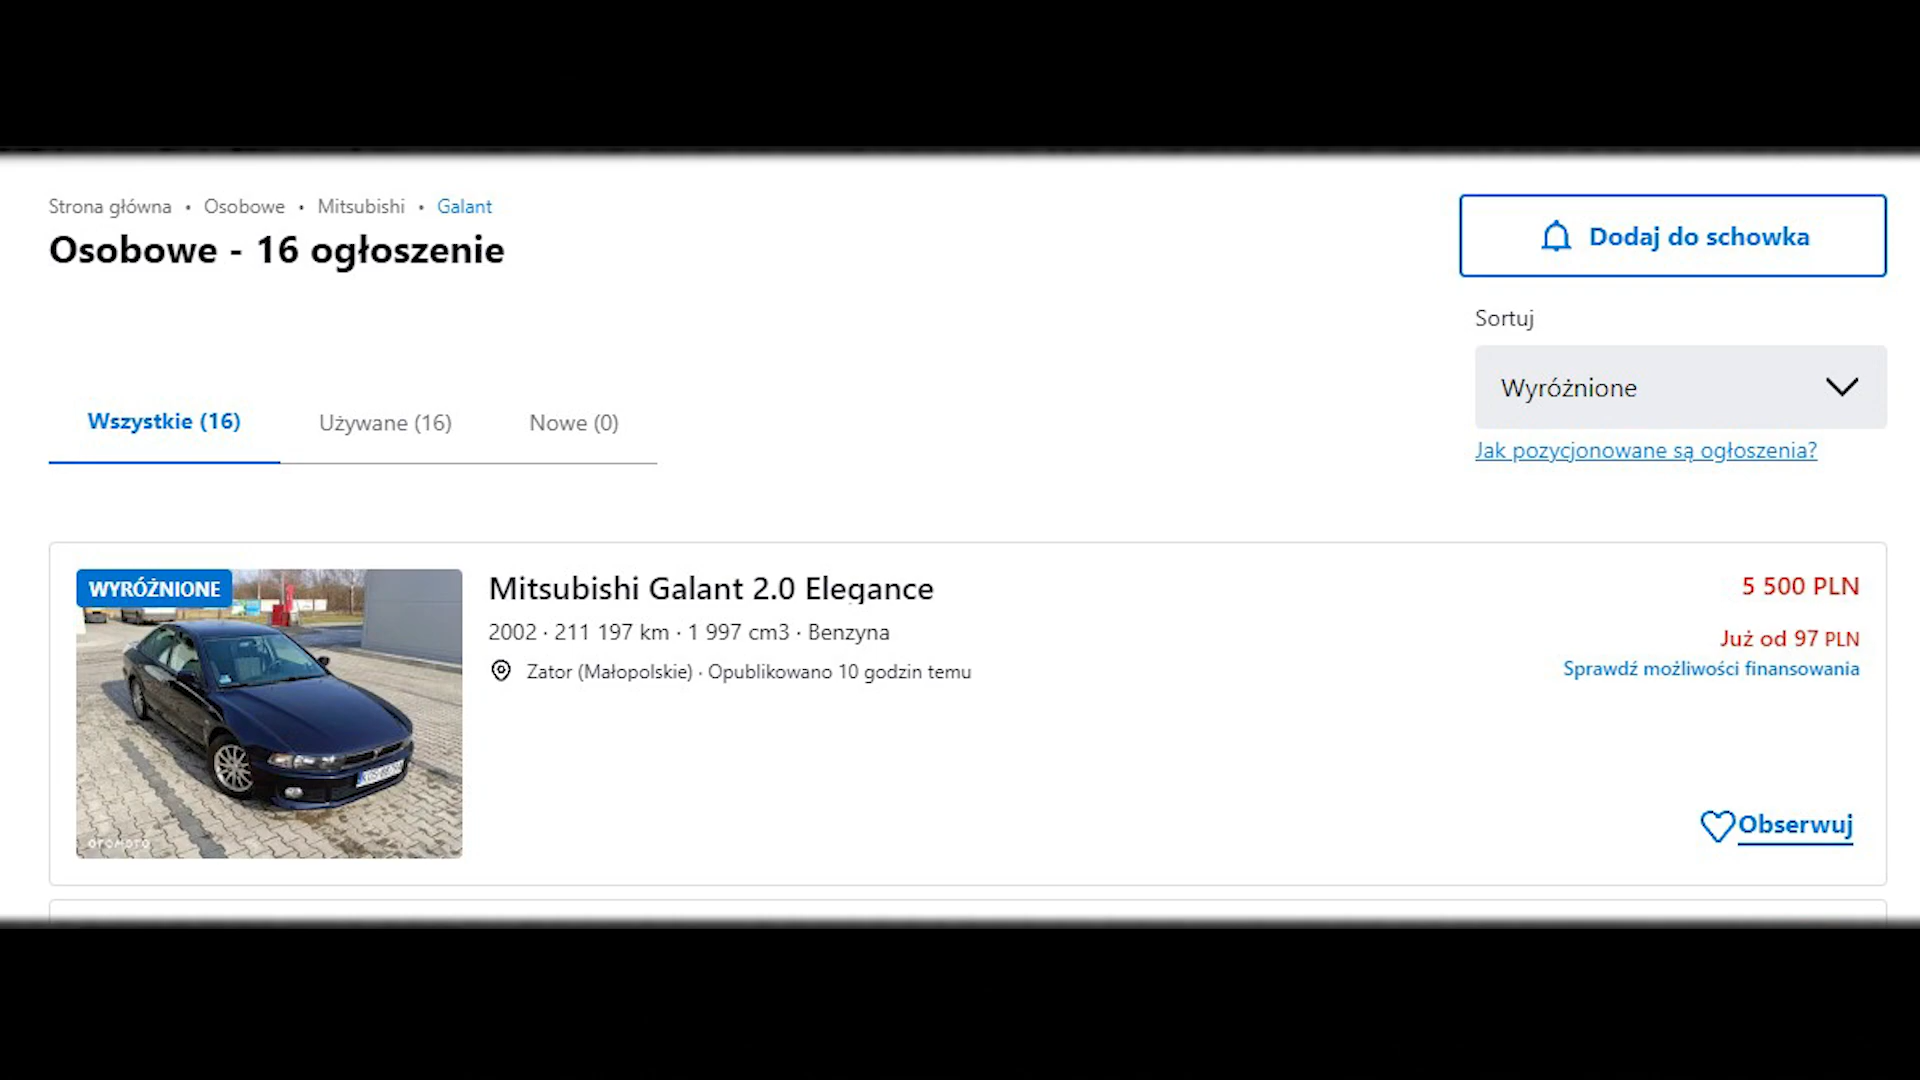 Strona główna • Osobowe • Mitsubishi • Galant
Osobowe - 16 ogłoszenie
Dodaj do schowka
Sortuj
Wyróżnione
Jak pozycjonowane są ogłoszenia?
Wszystkie (16) Używane (16) Nowe (0)
WYRÓŻNIONE
OTOMOTO
Mitsubishi Galant 2.0 Elegance
2002 · 211 197 km · 1 997 cm3 · Benzyna
Zator (Małopolskie) · Opublikowano 10 godzin temu
5 500 PLN
Już od 97 PLN
Sprawdź możliwości finansowania
Obserwuj